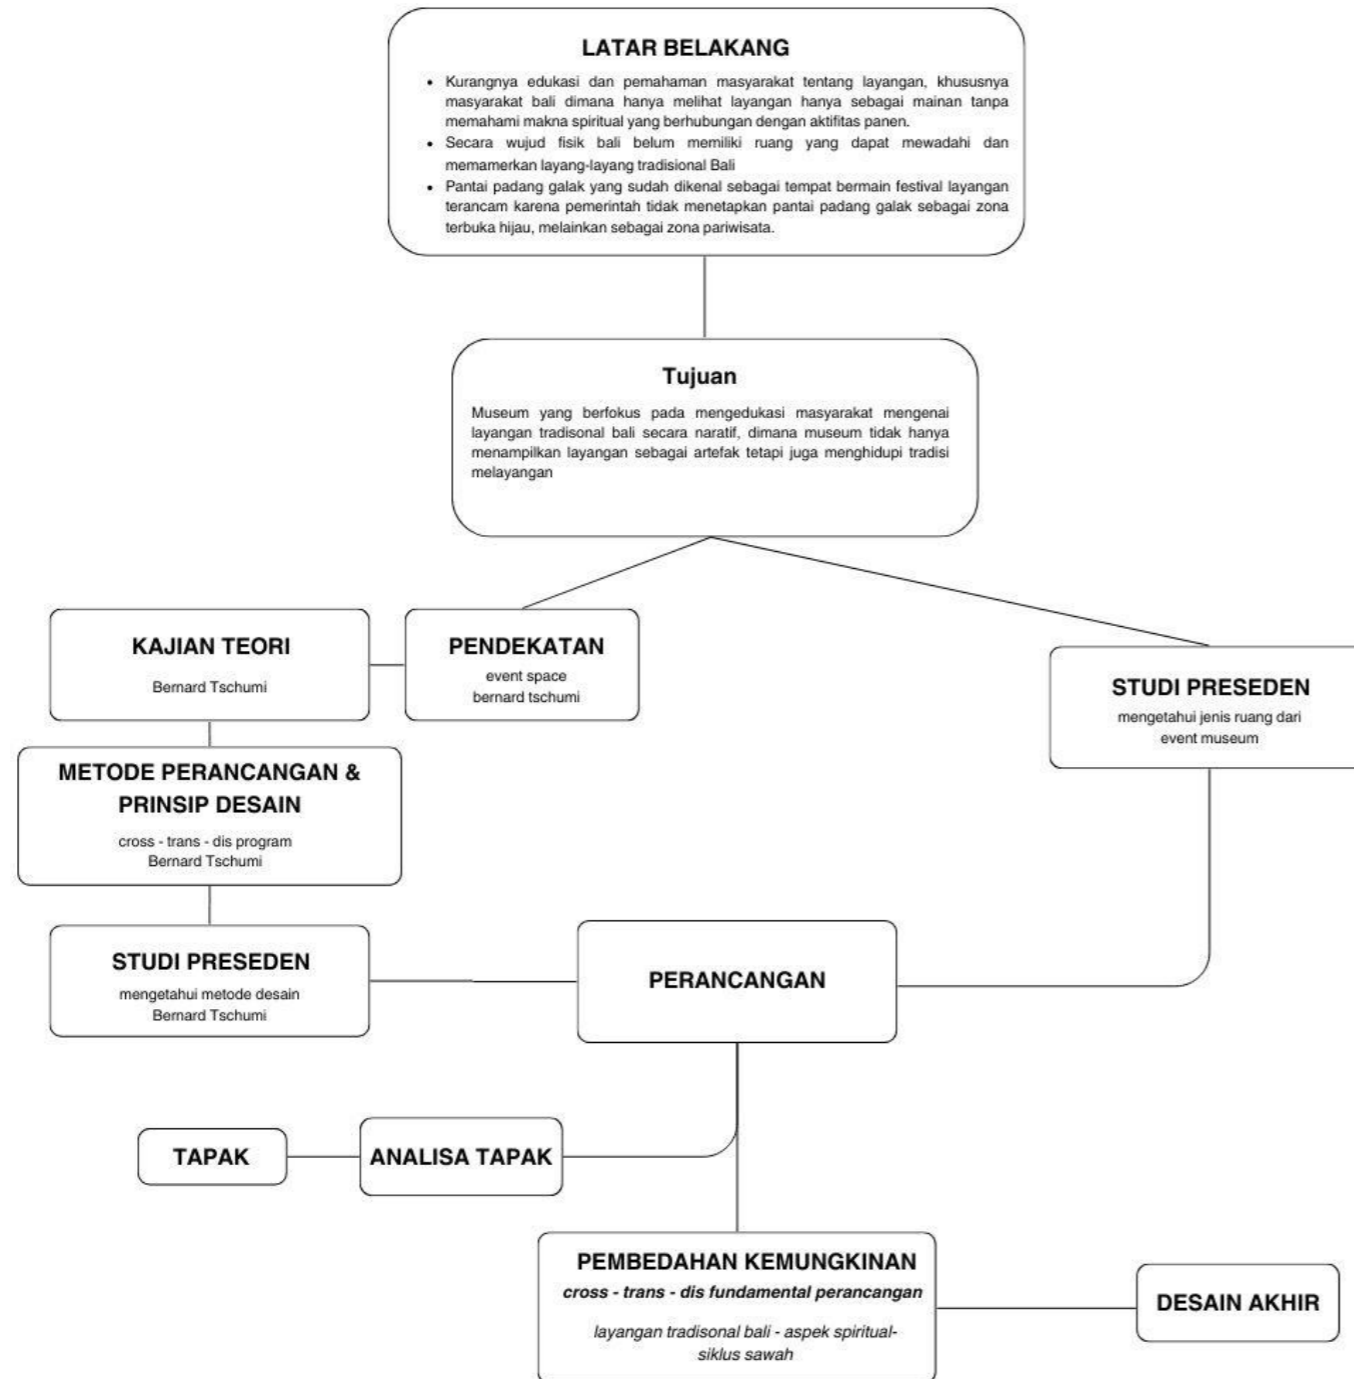 LATAR BELAKANG
• Kurangnya edukasi dan pemahaman masyarakat tentang layangan, khususnya
masyarakat bali dimana hanya melihat layangan hanya sebagai mainan tanpa
memahami makna spiritual yang berhubungan dengan aktifitas panen.
• Secara wujud fisik bali belum memiliki ruang yang dapat mewadahi dan
memamerkan layang-layang tradisional Bali
• Pantai padang galak yang sudah dikenal sebagai tempat bermain festival layangan
terancam karena pemerintah tidak menetapkan pantai padang galak sebagai zona
terbuka hijau, melainkan sebagai zona pariwisata.
Tujuan
Museum yang berfokus pada mengedukasi masyarakat mengenai
layangan tradisonal bali secara naratif, dimana museum tidak hanya
menampilkan layangan sebagai artefak tetapi juga menghidupi tradisi
melayangan
KAJIAN TEORI
Bernard Tschumi
PENDEKATAN
event space
bernard tschumi
STUDI PRESEDEN
mengetahui jenis ruang dari
event museum
METODE PERANCANGAN &
PRINSIP DESAIN
cross - trans - dis program
Bernard Tschumi
STUDI PRESEDEN
mengetahui metode desain
Bernard Tschumi
PERANCANGAN
TAPAK
ANALISA TAPAK
PEMBEDAHAN KEMUNGKINAN
cross - trans - dis fundamental perancangan
layangan tradisonal bali - aspek spiritual-
siklus sawah
DESAIN AKHIR